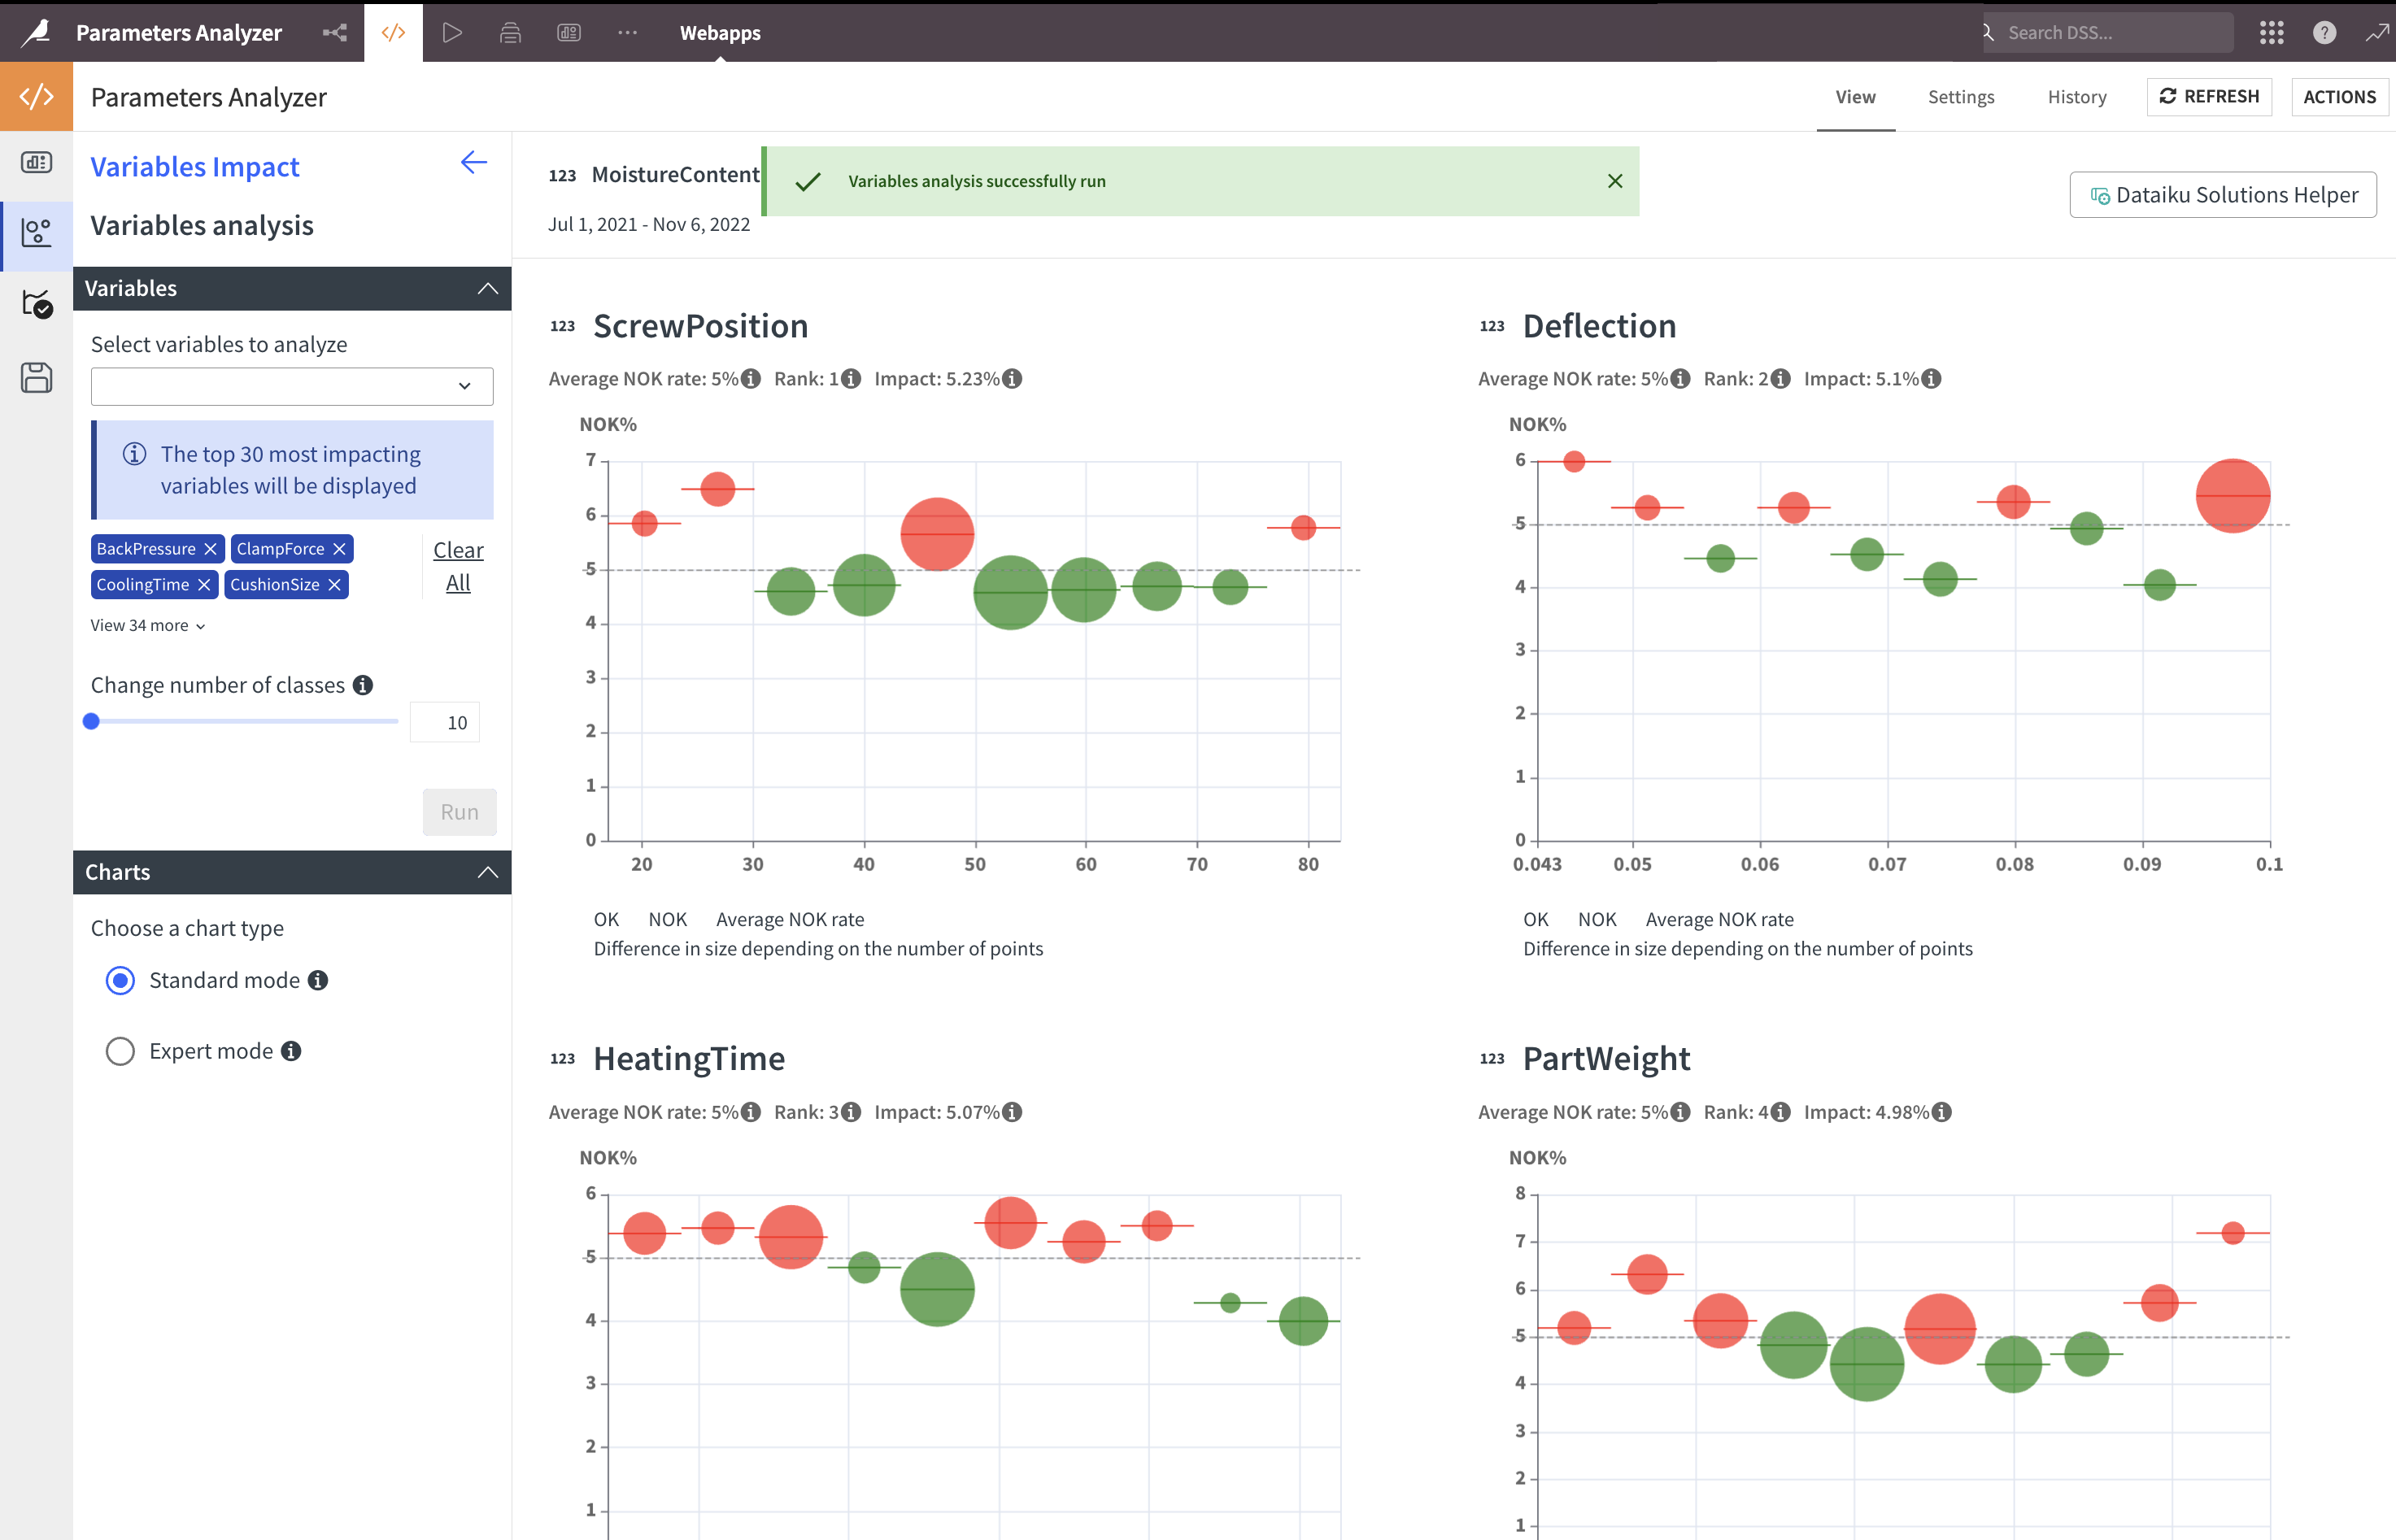 Parameters Analyzer
Webapps
Search DSS...
?
Parameters Analyzer
View
Settings
History
REFRESH
ACTIONS
Variables Impact
Variables analysis
Variables
Select variables to analyze
The top 30 most impacting
variables will be displayed
BackPressure
ClampForce
CoolingTime
CushionSize
Clear
All
View 34 more
Change number of classes
10
Run
Charts
Choose a chart type
Standard mode
Expert mode
123 MoistureContent
Jul 1, 2021 - Nov 6, 2022
Variables analysis successfully run
Dataiku Solutions Helper
123 ScrewPosition
Average NOK rate: 5% Rank: 1 Impact: 5.23%
NOK%
7
6
5
4
3
2
1
0
20 30 40 50 60 70 80
OK NOK Average NOK rate
Difference in size depending on the number of points
123 Deflection
Average NOK rate: 5% Rank: 2 Impact: 5.1%
NOK%
6
5
4
3
2
1
0
0.043 0.05 0.06 0.07 0.08 0.09 0.1
OK NOK Average NOK rate
Difference in size depending on the number of points
123 HeatingTime
Average NOK rate: 5% Rank: 3 Impact: 5.07%
NOK%
6
5
4
3
2
1
123 PartWeight
Average NOK rate: 5% Rank: 4 Impact: 4.98%
NOK%
8
7
6
5
4
3
2
1